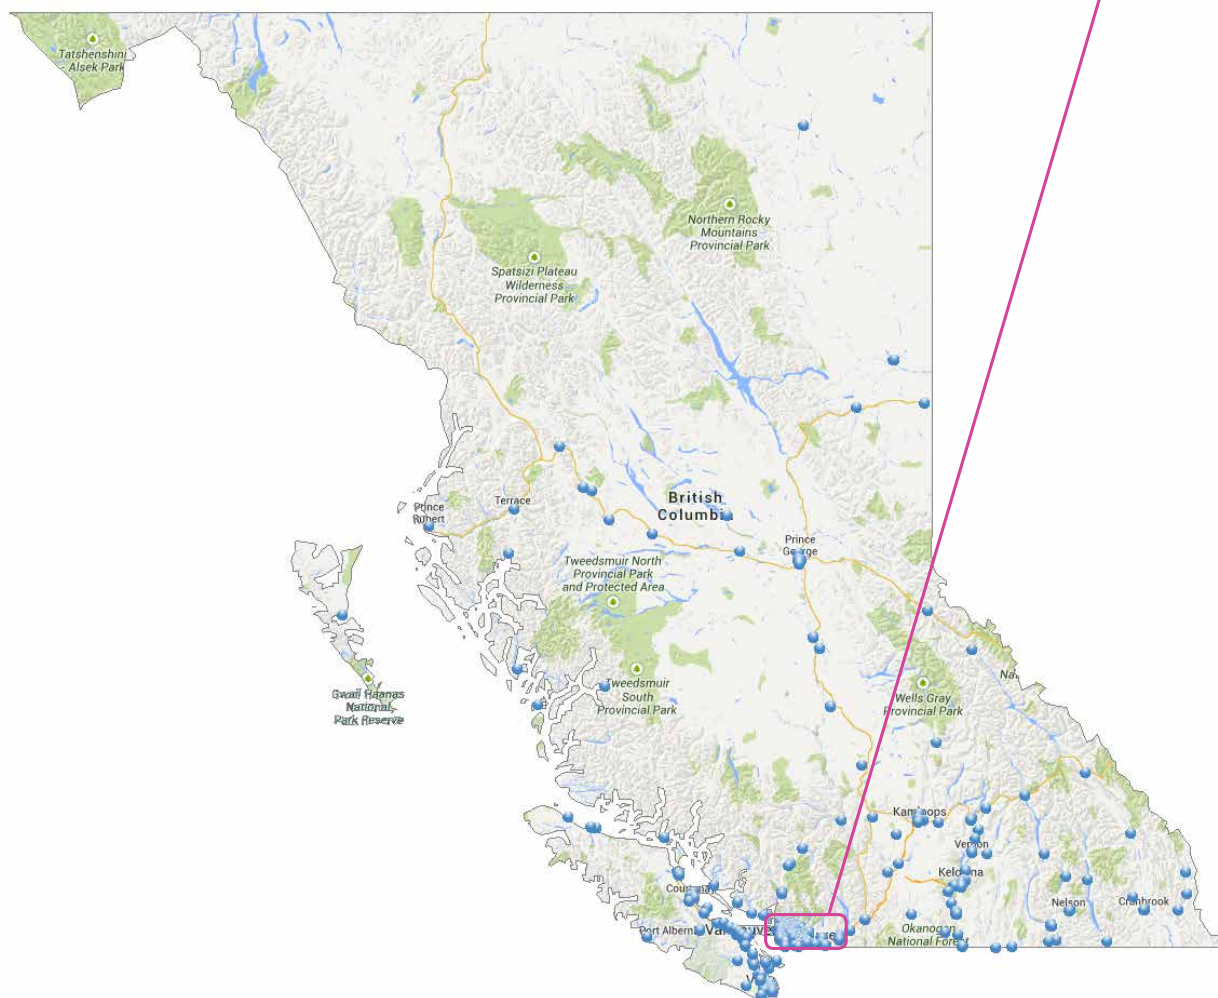 Tatshenshini
- Alsek Park
Northern Rocky
Mountains
Provincial Park
Spatsizi Plateau
Wilderness
Provincial Park
British
Columbia
Terrace
Prince
Rupert
Prince
George
Tweedsmuir North
Provincial Park
and Protected Area
Tweedsmuir
South
Provincial Park
Gwaii Haanas
National
Park Reserve
Wells Gray
Provincial Park
Na
Kamloops
Vernon
Kelowna
Nelson
Cranbrook
Courtenay
Port Alberni
Vancouver
Okanogan
National Forest
V